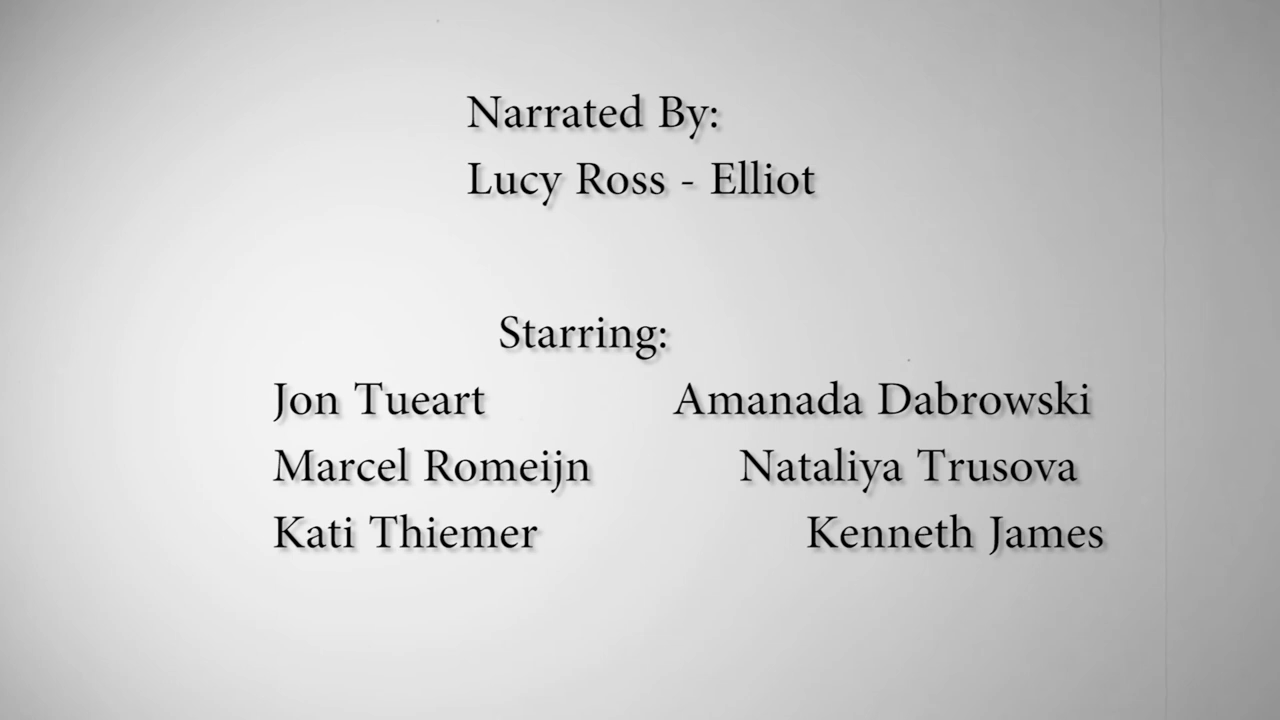 Narrated By:
Lucy Ross - Elliot
Starring:
Jon Tueart Amanada Dabrowski
Marcel Romeijn Nataliya Trusova
Kati Thiemer Kenneth James